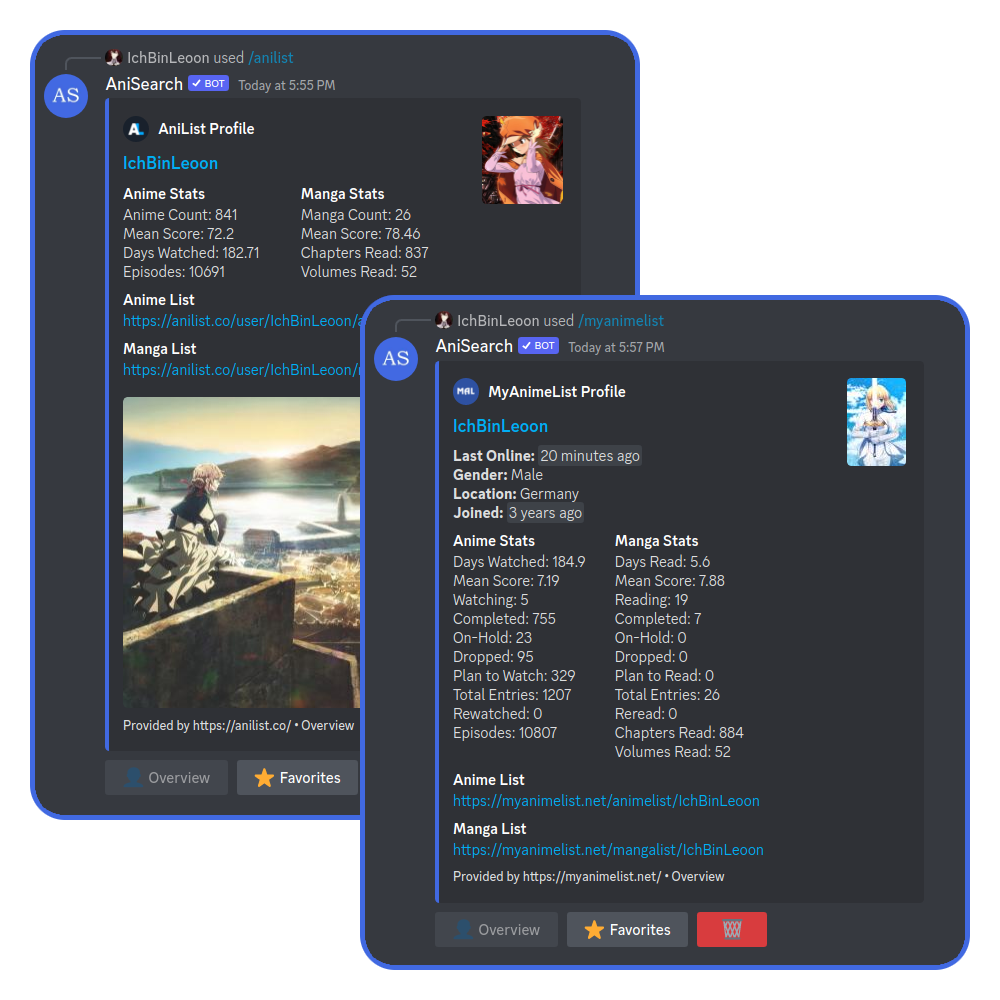 IchBinLeoon used /anilist
AS
AniSearch ✓ BOT Today at 5:55 PM
AL AniList Profile
IchBinLeoon
Anime Stats Manga Stats
Anime Count: 841 Manga Count: 26
Mean Score: 72.2 Mean Score: 78.46
Days Watched: 182.71 Chapters Read: 837
Episodes: 10691 Volumes Read: 52
Anime List
https://anilist.co/user/IchBinLeoon/a
Manga List
https://anilist.co/user/IchBinLeoon/
Provided by https://anilist.co/ • Overview
Overview Favorites
IchBinLeoon used /myanimelist
AS
AniSearch ✓ BOT Today at 5:57 PM
MAL MyAnimeList Profile
IchBinLeoon
Last Online: 20 minutes ago
Gender: Male
Location: Germany
Joined: 3 years ago
Anime Stats Manga Stats
Days Watched: 184.9 Days Read: 5.6
Mean Score: 7.19 Mean Score: 7.88
Watching: 5 Reading: 19
Completed: 755 Completed: 7
On-Hold: 23 On-Hold: 0
Dropped: 95 Dropped: 0
Plan to Watch: 329 Plan to Read: 0
Total Entries: 1207 Total Entries: 26
Rewatched: 0 Reread: 0
Episodes: 10807 Chapters Read: 884
Volumes Read: 52
Anime List
https://myanimelist.net/animelist/IchBinLeoon
Manga List
https://myanimelist.net/mangalist/IchBinLeoon
Provided by https://myanimelist.net/ • Overview
Overview Favorites